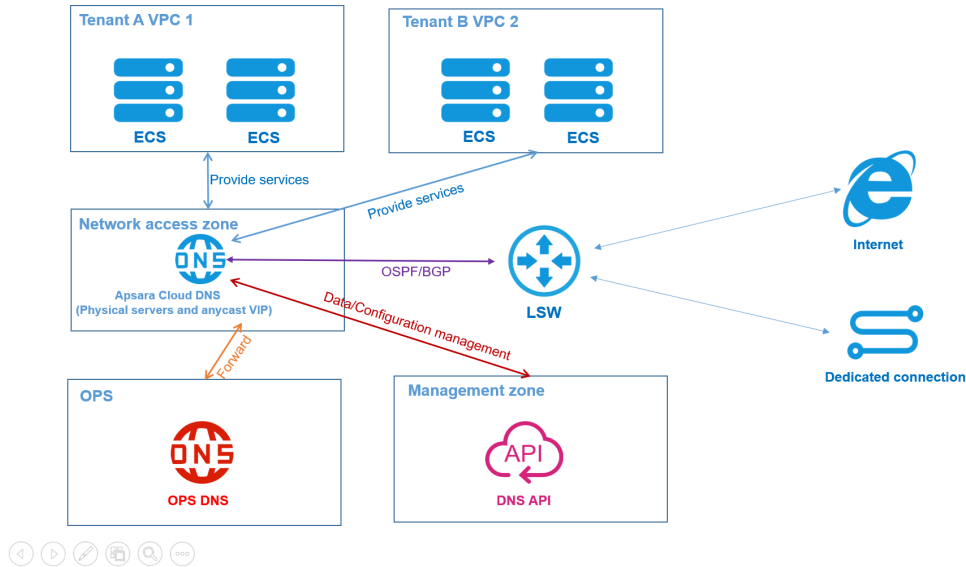 Tenant A VPC 1
Tenant B VPC 2
ECS
ECS
ECS
ECS
Provide services
Provide services
Network access zone
DNS
Apsara Cloud DNS
(Physical servers and anycast VIP)
OSPF/BGP
LSW
Internet
Data/Configuration management
Forward
Dedicated connection
OPS
Management zone
DNS
API
OPS DNS
DNS API